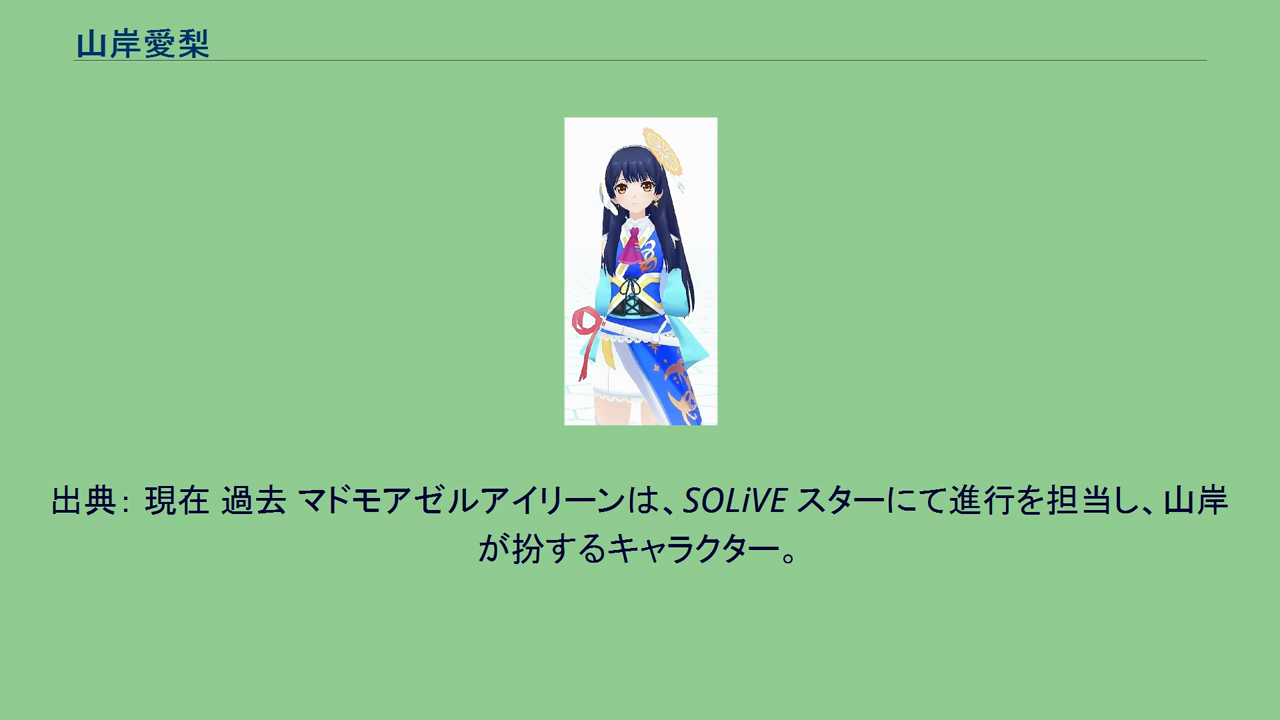 山岸愛梨
出典： 現在 過去 マドモアゼルアイリーンは、SOLiVE スターにて進行を担当し、山岸
が扮するキャラクター。